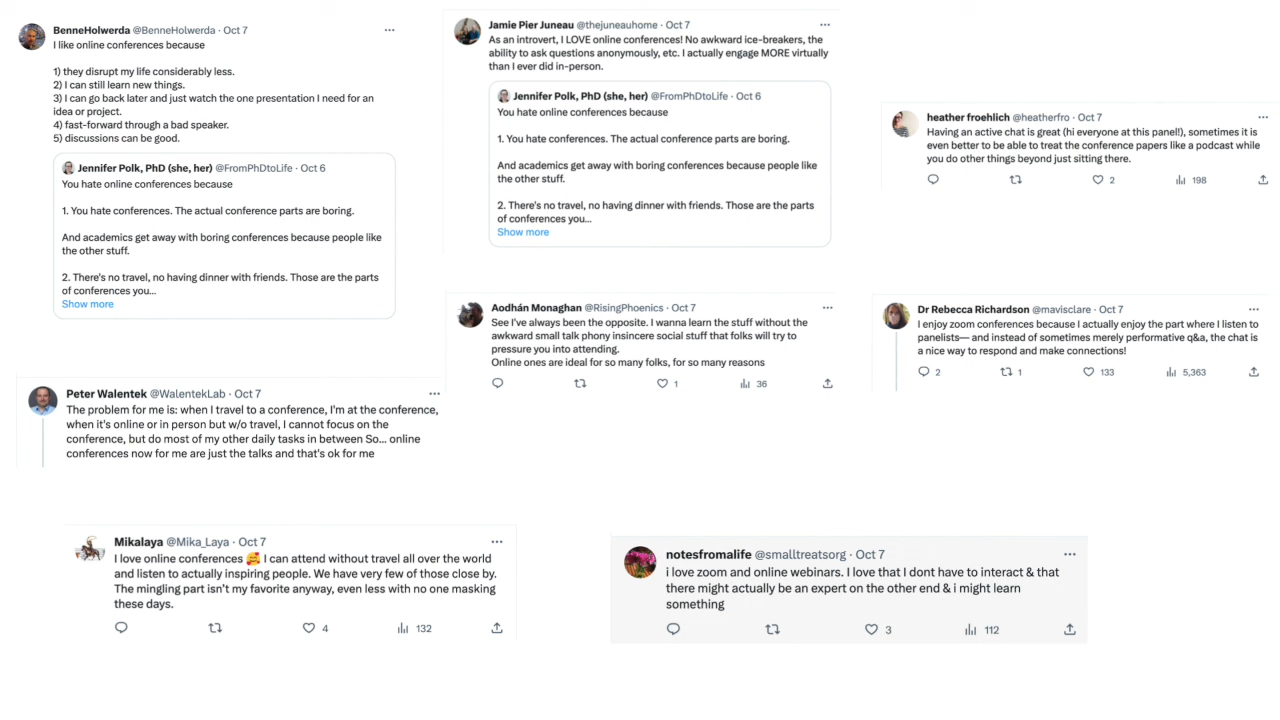 BenneHolwerda @BenneHolwerda · Oct 7
I like online conferences because
1) they disrupt my life considerably less.
2) I can still learn new things.
3) I can go back later and just watch the one presentation I need for an
idea or project.
4) fast-forward through a bad speaker.
5) discussions can be good.
Jennifer Polk, PhD (she, her) @FromPhDtoLife · Oct 6
You hate online conferences because
1. You hate conferences. The actual conference parts are boring.
And academics get away with boring conferences because people like
the other stuff.
2. There's no travel, no having dinner with friends. Those are the parts
of conferences you...
Show more
Jamie Pier Juneau @thejuneauhome · Oct 7
As an introvert, I LOVE online conferences! No awkward ice-breakers, the
ability to ask questions anonymously, etc. I actually engage MORE virtually
than I ever did in-person.
Jennifer Polk, PhD (she, her) @FromPhDtoLife · Oct 6
You hate online conferences because
1. You hate conferences. The actual conference parts are boring.
And academics get away with boring conferences because people like
the other stuff.
2. There's no travel, no having dinner with friends. Those are the parts
of conferences you...
Show more
heather froehlich @heatherfro · Oct 7
Having an active chat is great (hi everyone at this panel!), sometimes it is
even better to be able to treat the conference papers like a podcast while
you do other things beyond just sitting there.
2 198
Aodhán Monaghan @RisingPhoenics · Oct 7
See I've always been the opposite. I wanna learn the stuff without the
awkward small talk phony insincere social stuff that folks will try to
pressure you into attending.
Online ones are ideal for so many folks, for so many reasons
1 36
Dr Rebecca Richardson @mavisclare · Oct 7
I enjoy zoom conferences because I actually enjoy the part where I listen to
panelists— and instead of sometimes merely performative q&a, the chat is
a nice way to respond and make connections!
2 1 133 5,363
Peter Walentek @WalentekLab · Oct 7
The problem for me is: when I travel to a conference, I'm at the conference,
when it's online or in person but w/o travel, I cannot focus on the
conference, but do most of my other daily tasks in between So... online
conferences now for me are just the talks and that's ok for me
Mikalaya @Mika_Laya · Oct 7
I love online conferences 🥰 I can attend without travel all over the world
and listen to actually inspiring people. We have very few of those close by.
The mingling part isn't my favorite anyway, even less with no one masking
these days.
4 132
notesfromalife @smalltreatsorg · Oct 7
i love zoom and online webinars. I love that I dont have to interact & that
there might actually be an expert on the other end & i might learn
something
3 112